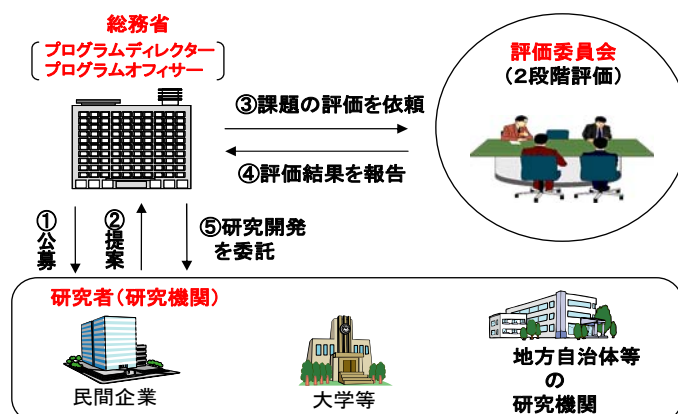 総務省
プログラムディレクター
プログラムオフィサー
評価委員会
(2段階評価)
③課題の評価を依頼
④評価結果を報告
①公募
②提案
⑤研究開発
を委託
研究者(研究機関)
民間企業
大学等
地方自治体等
の
研究機関